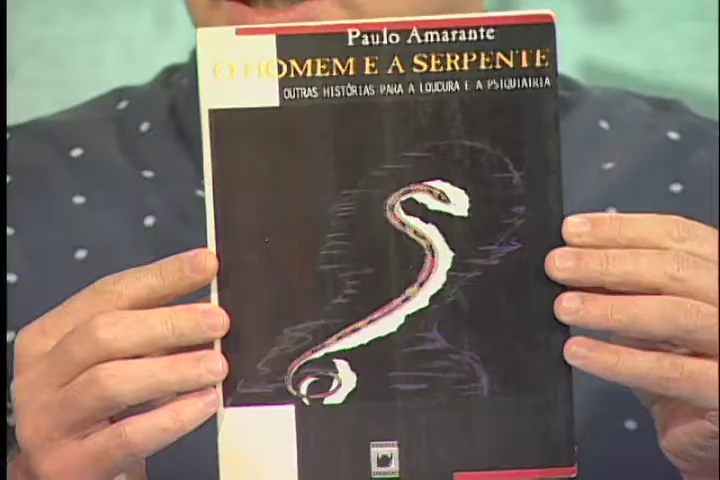 Paulo Amarante
O HOMEM E A SERPENTE
OUTRAS HISTÓRIAS PARA A LOUCURA E A PSIQUIATRIA